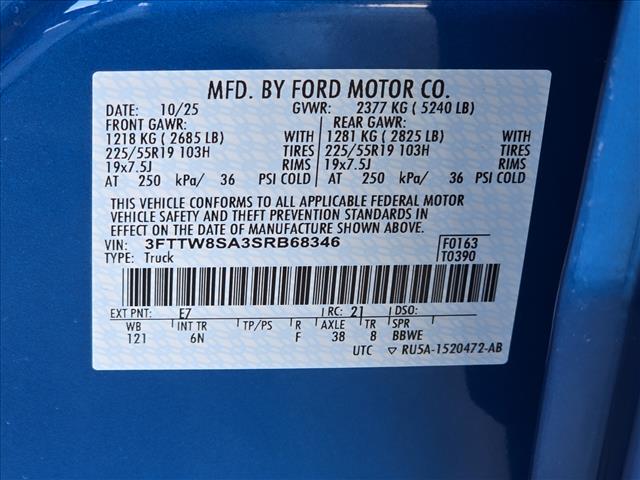 MFD. BY FORD MOTOR CO.
DATE: 10/25 GVWR: 2377 KG ( 5240 LB)
FRONT GAWR: REAR GAWR:
1218 KG ( 2685 LB) WITH 1281 KG ( 2825 LB) WITH
225/55R19 103H TIRES 225/55R19 103H TIRES
19x7.5J RIMS 19x7.5J RIMS
AT 250 kPa/ 36 PSI COLD AT 250 kPa/ 36 PSI COLD
THIS VEHICLE CONFORMS TO ALL APPLICABLE FEDERAL MOTOR
VEHICLE SAFETY AND THEFT PREVENTION STANDARDS IN
EFFECT ON THE DATE OF MANUFACTURE SHOWN ABOVE.
VIN: 3FTTW8SA3SRB68346 F0163
TYPE: Truck T0390
EXT PNT: E7 RC: 21 DSO:
WB INT TR TP/PS R AXLE TR SPR
121 6N F 38 8 BBWE
UTC ▽ RU5A-1520472-AB